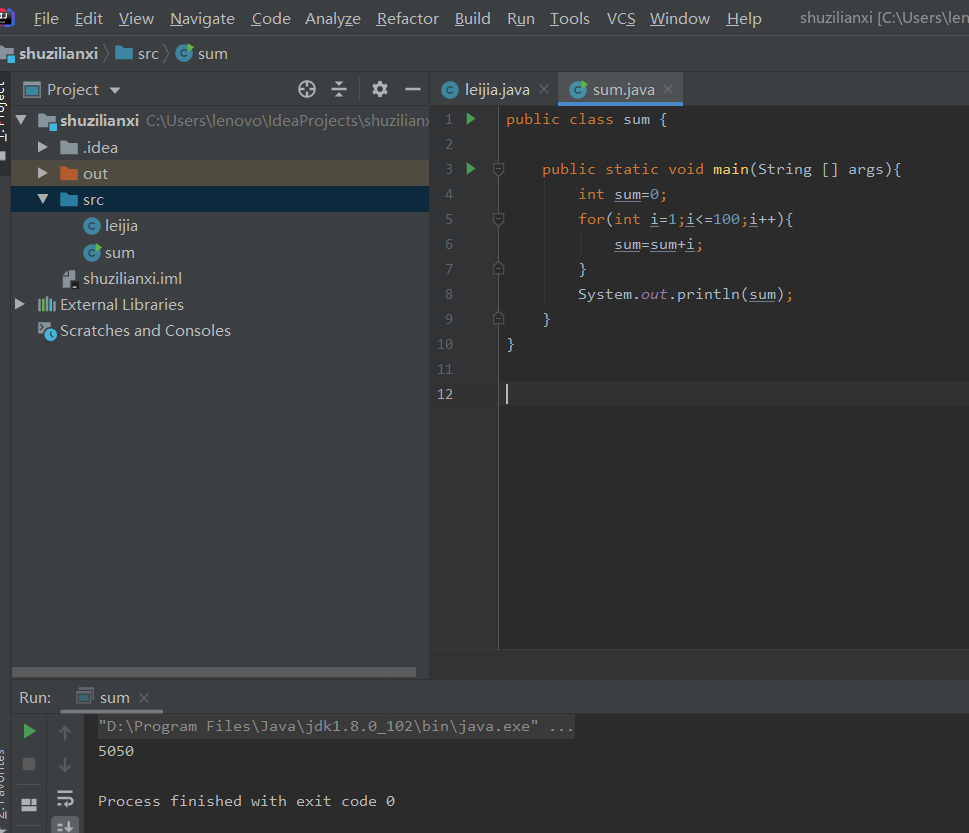 File Edit View Navigate Code Analyze Refactor Build Run Tools VCS Window Help shuzilianxi [C:\Users\len
shuzilianxi src sum
Project
leijia.java
sum.java
shuzilianxi C:\Users\lenovo\IdeaProjects\shuzilianx
.idea
out
src
leijia
sum
shuzilianxi.iml
External Libraries
Scratches and Consoles
1 public class sum {
2
3 public static void main(String [] args){
4 int sum=0;
5 for(int i=1;i<=100;i++){
6 sum=sum+i;
7 }
8 System.out.println(sum);
9 }
10 }
11
12
Run: sum
"D:\Program Files\Java\jdk1.8.0_102\bin\java.exe" ...
5050
Process finished with exit code 0